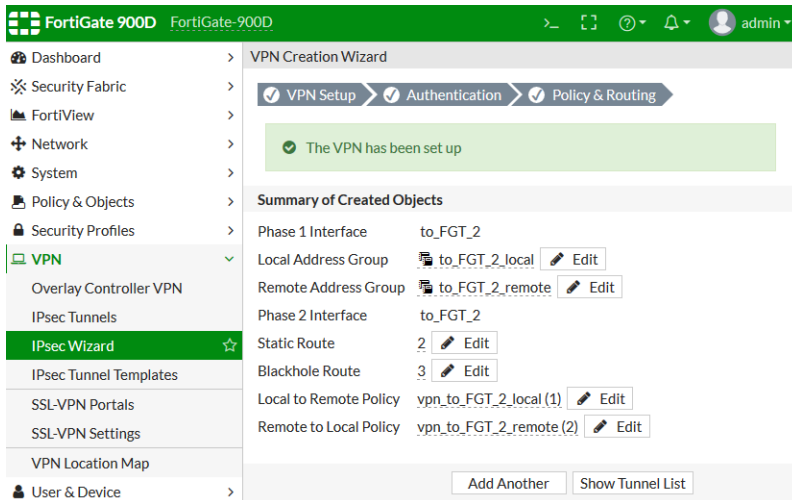 FortiGate 900D FortiGate-900D >_ admin
Dashboard
Security Fabric
FortiView
Network
System
Policy & Objects
Security Profiles
VPN
Overlay Controller VPN
IPsec Tunnels
IPsec Wizard
IPsec Tunnel Templates
SSL-VPN Portals
SSL-VPN Settings
VPN Location Map
User & Device
VPN Creation Wizard
VPN Setup Authentication Policy & Routing
The VPN has been set up
Summary of Created Objects
Phase 1 Interface to_FGT_2
Local Address Group to_FGT_2_local Edit
Remote Address Group to_FGT_2_remote Edit
Phase 2 Interface to_FGT_2
Static Route 2 Edit
Blackhole Route 3 Edit
Local to Remote Policy vpn_to_FGT_2_local (1) Edit
Remote to Local Policy vpn_to_FGT_2_remote (2) Edit
Add Another Show Tunnel List